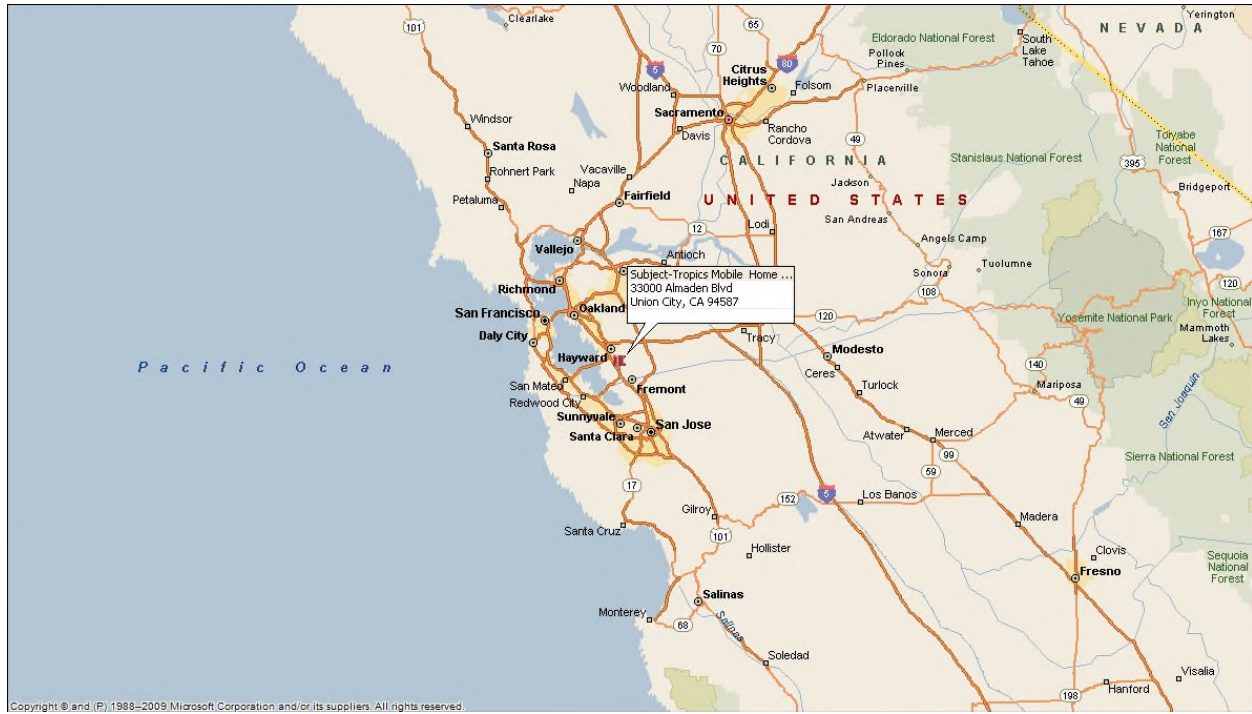 Yerington
Clearlake
101
65
NEVADA
Eldorado National Forest
South
Lake
Tahoe
70
Pollock
Pines
5
80
Citrus
Heights
Woodland
Folsom
Placerville
Sacramento
Windsor
Davis
Rancho
Cordova
Toiyabe
National
Forest
49
Santa Rosa
CALIFORNIA
Stanislaus National Forest
395
Rohnert Park
Vacaville
Napa
Jackson
Bridgeport
Petaluma
Fairfield
UNITED STATES
San Andreas
Lodi
12
167
Vallejo
Angels Camp
Antioch
Tuolumne
Sonora
Subject-Tropics Mobile Home ...
33000 Almaden Blvd
Union City, CA 94587
Richmond
108
120
Inyo National
Forest
Oakland
San Francisco
120
Yosemite National Park
Mammoth
Lakes
Daly City
Tracy
Hayward
Modesto
Pacific Ocean
Ceres
140
San Mateo
Fremont
Turlock
Mariposa
Redwood City
49
San Joaquin
Sunnyvale
San Jose
Santa Clara
Atwater
Merced
99
Sierra National Forest
59
17
5
152
Los Banos
Gilroy
Madera
Santa Cruz
101
Hollister
Clovis
Sequoia
National
Forest
Fresno
Salinas
Monterey
68
Salinas
Soledad
Visalia
198
Hanford
Copyright © and (P) 1988–2009 Microsoft Corporation and/or its suppliers. All rights reserved.